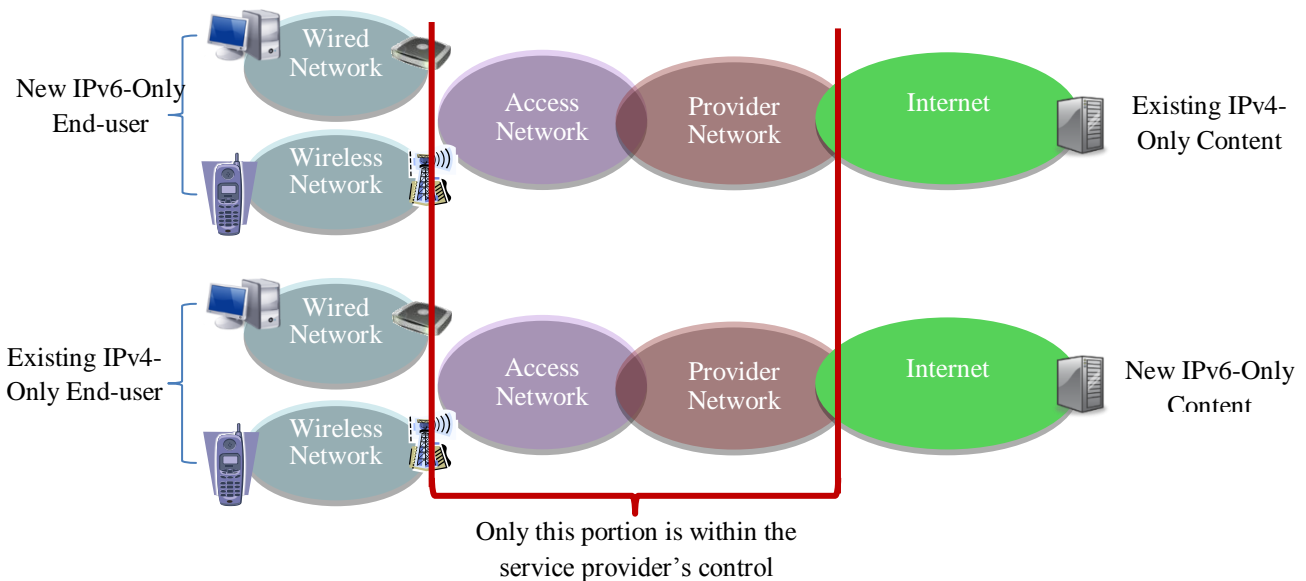 New IPv6-Only
End-user
Wired
Network
Wireless
Network
Access
Network
Provider
Network
Internet
Existing IPv4-
Only Content
Existing IPv4-
Only End-user
Wired
Network
Wireless
Network
Access
Network
Provider
Network
Internet
New IPv6-Only
Content
Only this portion is within the
service provider’s control